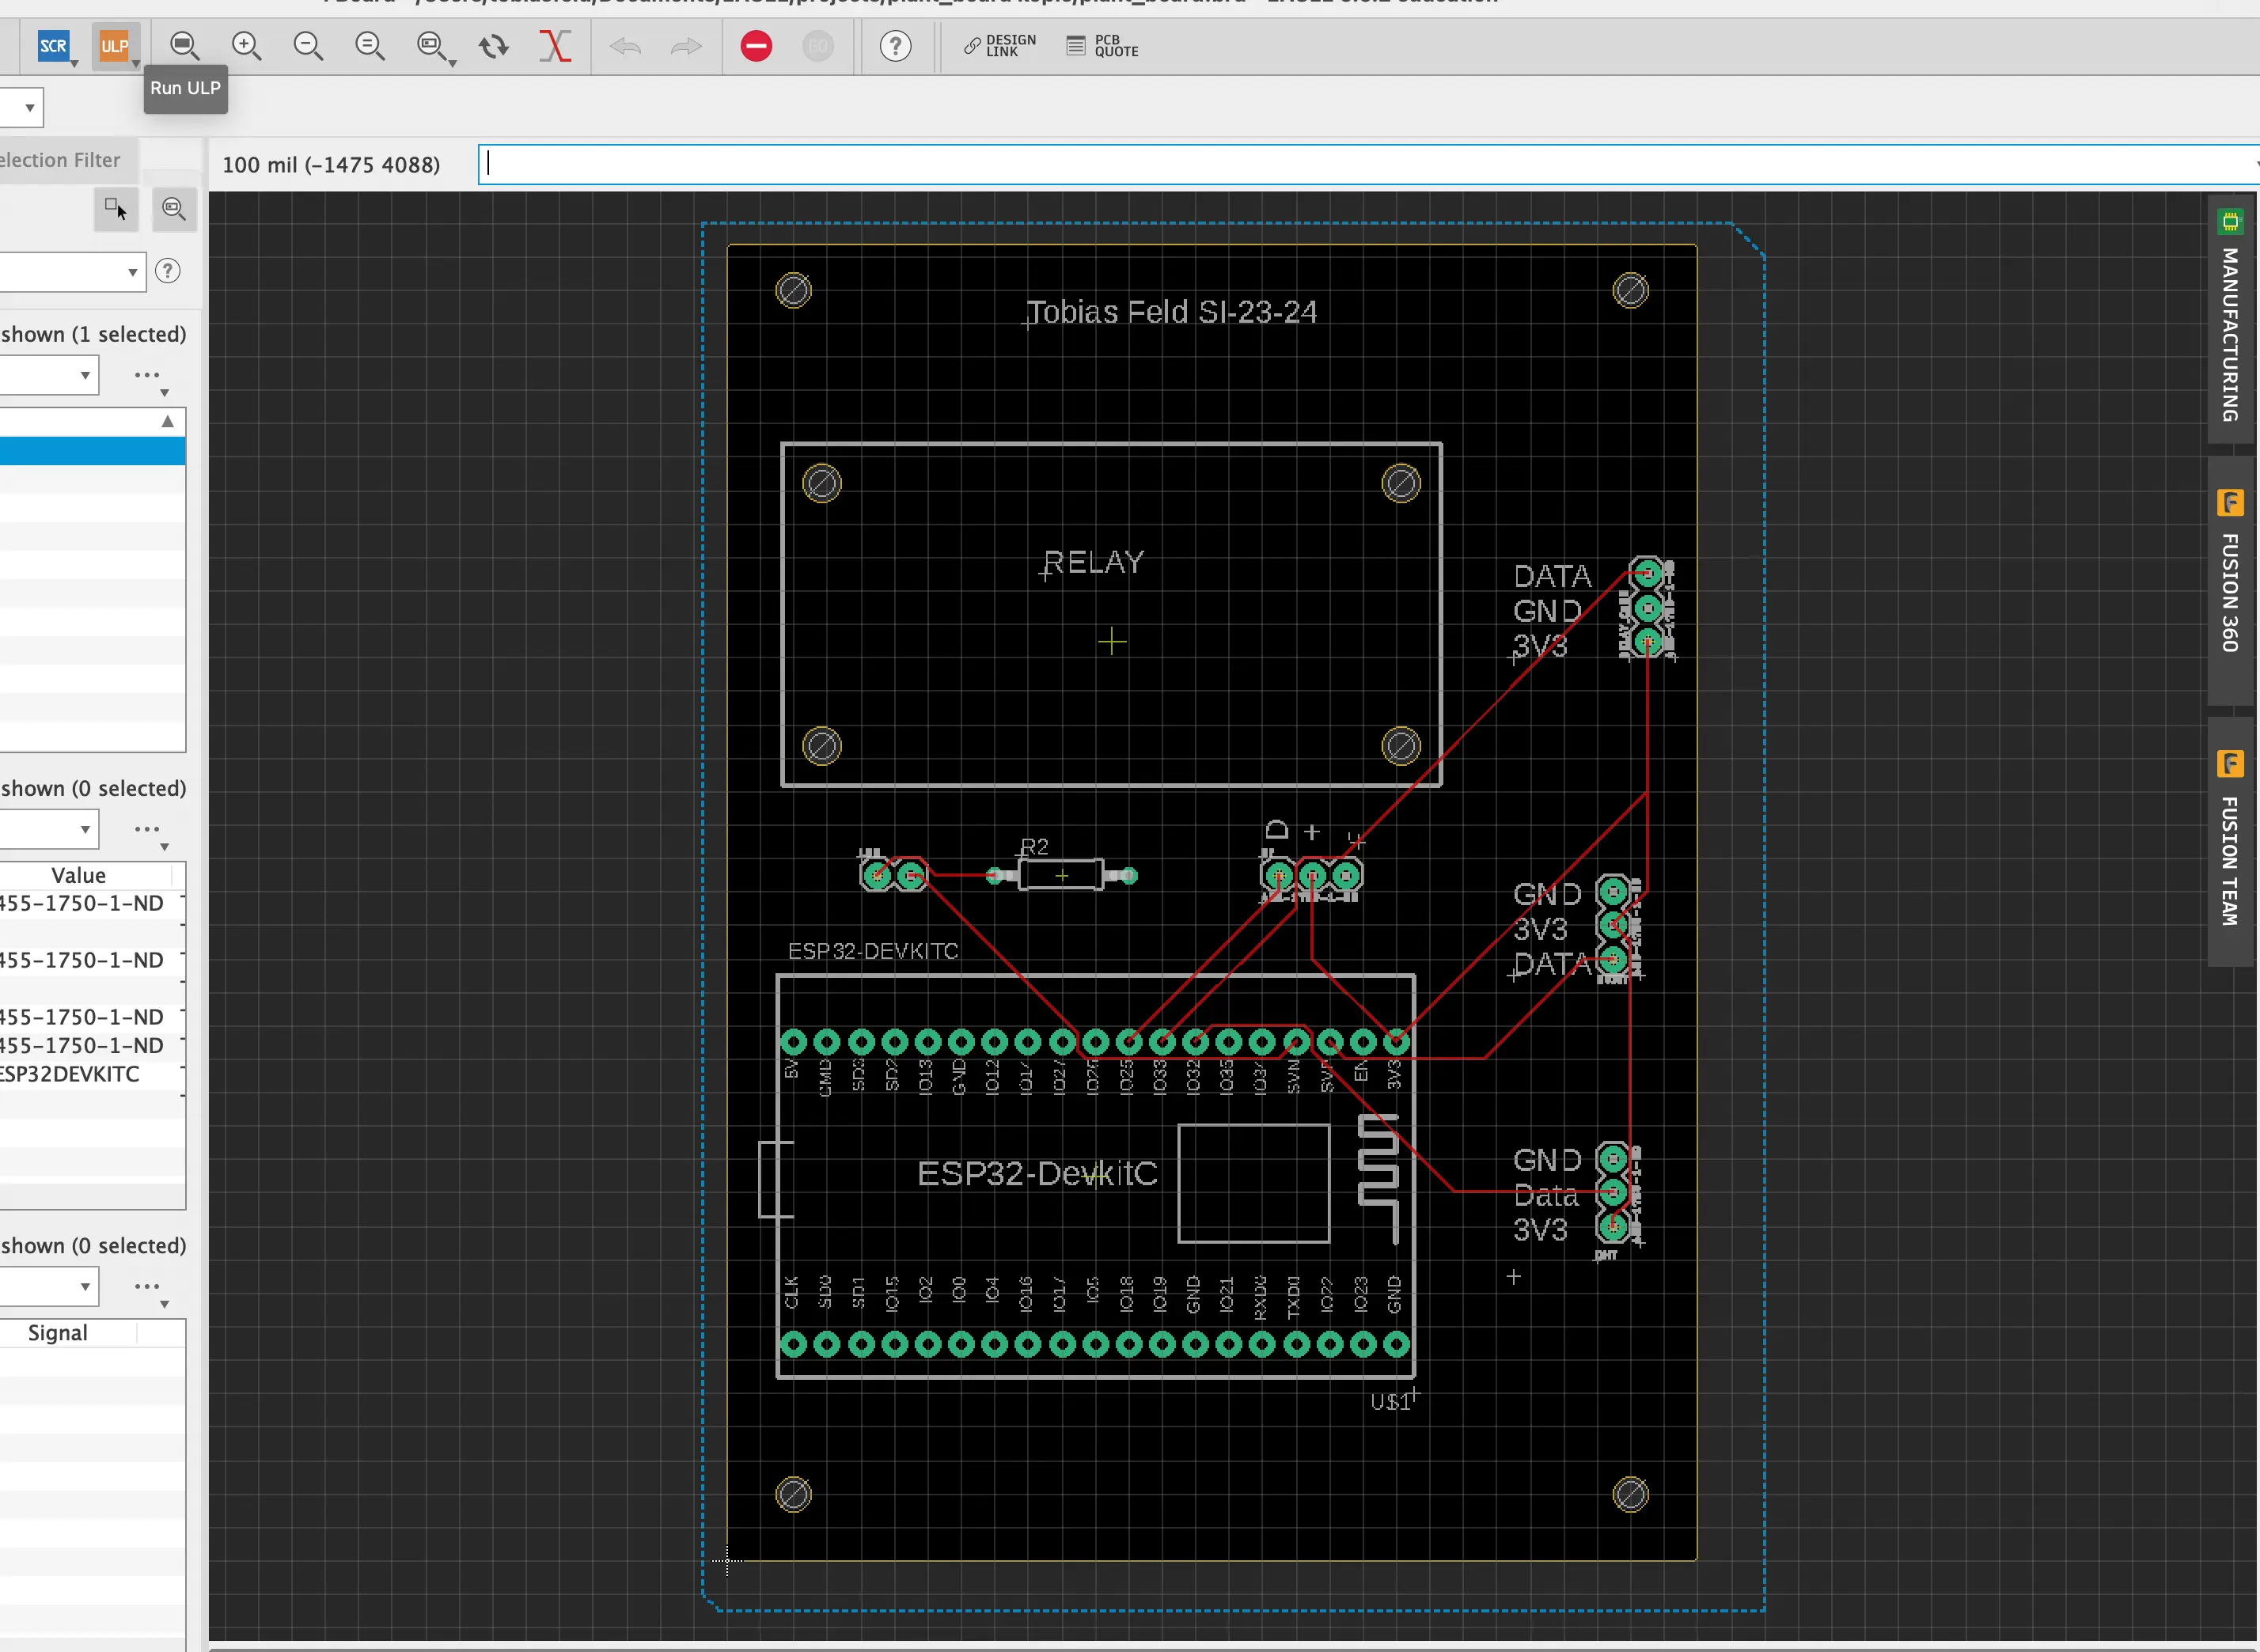 SCR
ULP
GO
?
DESIGN
LINK
PCB
QUOTE
Run ULP
election Filter
100 mil (-1475 4088)
?
shown (1 selected)
shown (0 selected)
Value
455-1750-1-ND
455-1750-1-ND
455-1750-1-ND
455-1750-1-ND
ESP32DEVKITC
shown (0 selected)
Signal
Tobias Feld SI-23-24
RELAY
DATA
GND
3V3
R2
D +
GND
3V3
DATA
ESP32-DEVKITC
5V CMD SD3 SD2 IO13 GND IO12 IO14 IO27 IO26 IO25 IO33 IO32 IO35 IO34 SVN SVP EN 3V3
ESP32-DevkitC
GND
Data
3V3
DHT
CLK SD0 SD1 IO15 IO2 IO0 IO4 IO16 IO17 IO5 IO18 IO19 GND IO21 RXD0 TXD0 IO22 IO23 GND
U$1
MANUFACTURING
FUSION 360
FUSION TEAM